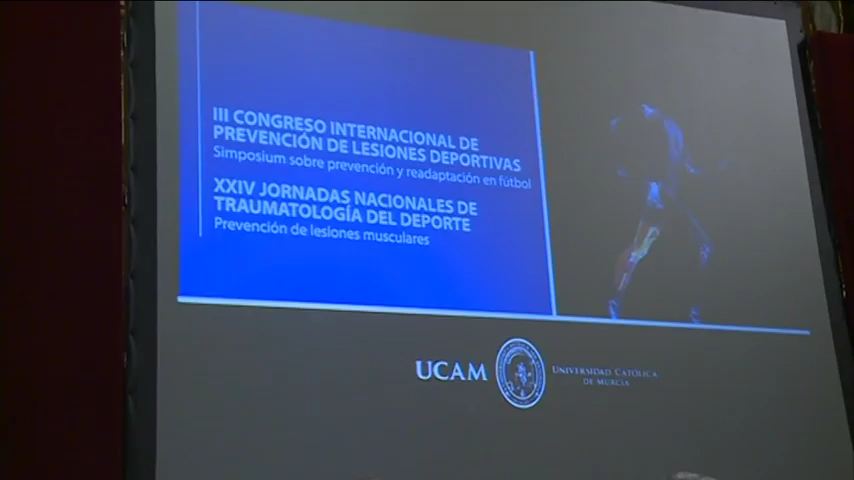 III CONGRESO INTERNACIONAL DE
PREVENCIÓN DE LESIONES DEPORTIVAS
Simposium sobre prevención y readaptación en fútbol
XXIV JORNADAS NACIONALES DE
TRAUMATOLOGÍA DEL DEPORTE
Prevención de lesiones musculares
UCAM
UNIVERSIDAD CATÓLICA
DE MURCIA